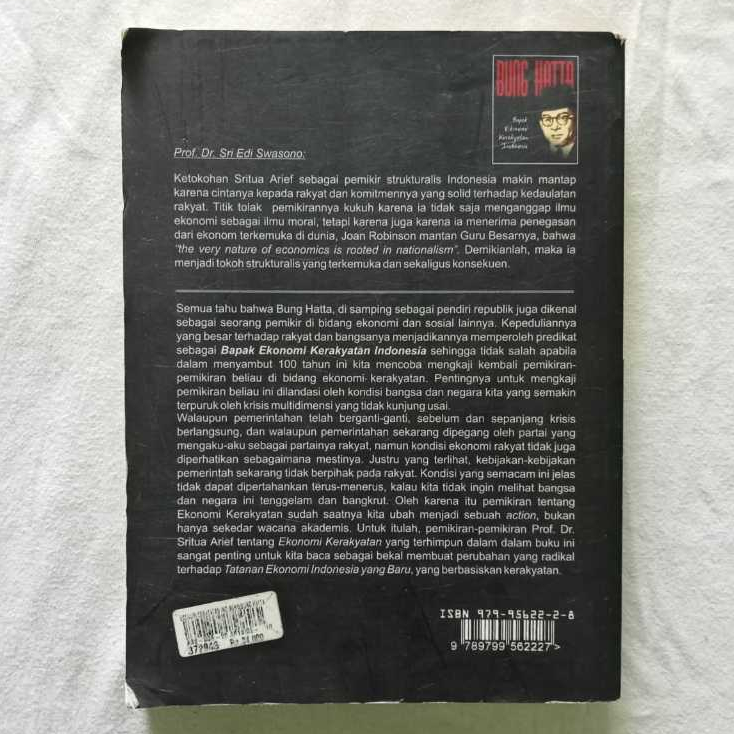 BUNG HATTA
Bapak
Ekonomi
Kerakyatan
Indonesia
Prof. Dr. Sri Edi Swasono:
Ketokohan Sritua Arief sebagai pemikir strukturalis Indonesia makin mantap
karena cintanya kepada rakyat dan komitmennya yang solid terhadap kedaulatan
rakyat. Titik tolak pemikirannya kukuh karena ia tidak saja menganggap ilmu
ekonomi sebagai ilmu moral, tetapi karena juga karena ia menerima penegasan
dari ekonom terkemuka di dunia, Joan Robinson mantan Guru Besarnya, bahwa
"the very nature of economics is rooted in nationalism". Demikianlah, maka ia
menjadi tokoh strukturalis yang terkemuka dan sekaligus konsekuen.
Semua tahu bahwa Bung Hatta, di samping sebagai pendiri republik juga dikenal
sebagai seorang pemikir di bidang ekonomi dan sosial lainnya. Kepeduliannya
yang besar terhadap rakyat dan bangsanya menjadikannya memperoleh predikat
sebagai Bapak Ekonomi Kerakyatan Indonesia sehingga tidak salah apabila
dalam menyambut 100 tahun ini kita mencoba mengkaji kembali pemikiran-
pemikiran beliau di bidang ekonomi kerakyatan. Pentingnya untuk mengkaji
pemikiran beliau ini dilandasi oleh kondisi bangsa dan negara kita yang semakin
terpuruk oleh krisis multidimensi yang tidak kunjung usai.
Walaupun pemerintahan telah berganti-ganti, sebelum dan sepanjang krisis
berlangsung, dan walaupun pemerintahan sekarang dipegang oleh partai yang
mengaku-aku sebagai partainya rakyat, namun kondisi ekonomi rakyat tidak juga
diperhatikan sebagaimana mestinya. Justru yang terlihat, kebijakan-kebijakan
pemerintah sekarang tidak berpihak pada rakyat. Kondisi yang semacam ini jelas
tidak dapat dipertahankan terus-menerus, kalau kita tidak ingin melihat bangsa
dan negara ini tenggelam dan bangkrut. Oleh karena itu pemikiran tentang
Ekonomi Kerakyatan sudah saatnya kita ubah menjadi sebuah action, bukan
hanya sekedar wacana akademis. Untuk itulah, pemikiran-pemikiran Prof. Dr.
Sritua Arief tentang Ekonomi Kerakyatan yang terhimpun dalam dalam buku ini
sangat penting untuk kita baca sebagai bekal membuat perubahan yang radikal
terhadap Tatanan Ekonomi Indonesia yang Baru, yang berbasiskan kerakyatan.
ISBN 979-95622-2-8
9 789799 562227 >